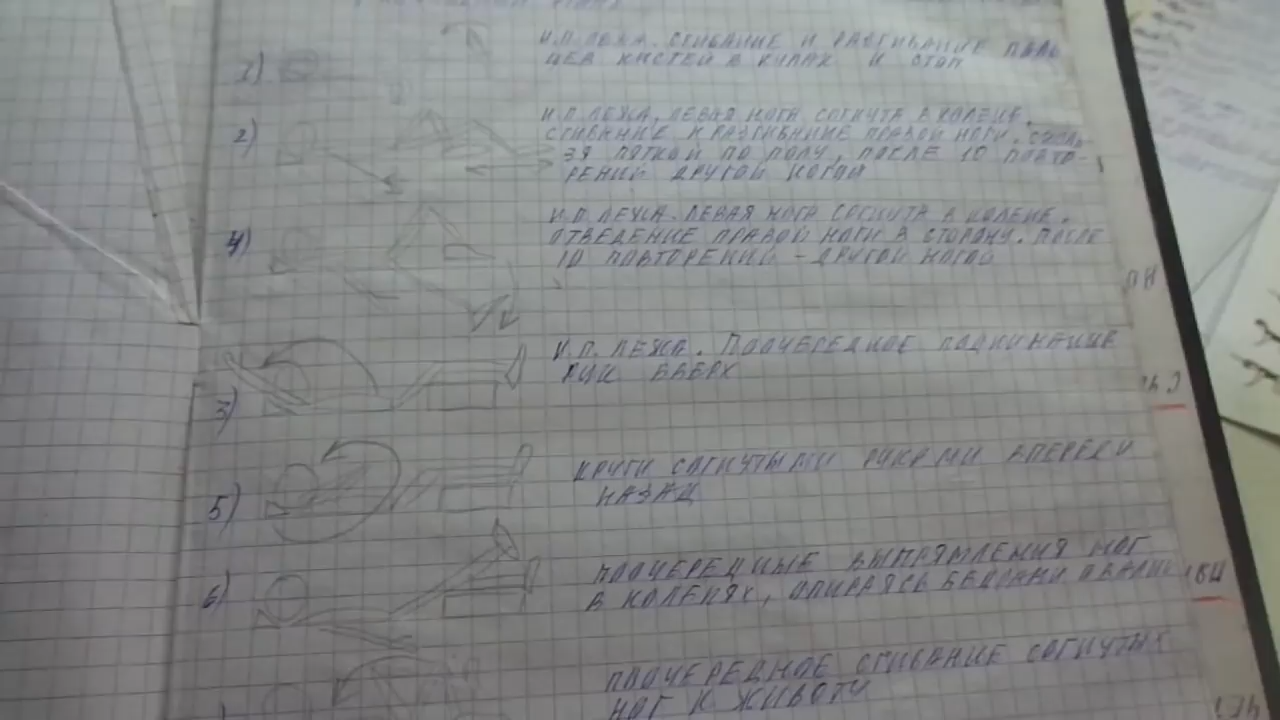 1) И.П. ЛЕЖА. СГИБАНИЕ И РАЗГИБАНИЕ ПАЛЬ
ЦЕВ КИСТЕЙ В КУЛАК И СТОП
2) И.П. ЛЕЖА. ЛЕВАЯ НОГА СОГНУТА В КОЛЕНЕ.
СГИБАНИЕ И РАЗГИБАНИЕ ПРАВОЙ НОГИ. СКОЛЬ
ЗЯ ПЯТКОЙ ПО ПОЛУ, ПОСЛЕ 10 ПОВТО-
РЕНИЙ ДРУГОЙ НОГОЙ
4) И.П. ЛЕЖА. ЛЕВАЯ НОГА СОГНУТА В КОЛЕНЕ.
ОТВЕДЕНИЕ ПРАВОЙ НОГИ В СТОРОНУ. ПОСЛЕ
10 ПОВТОРЕНИЙ - ДРУГОЙ НОГОЙ
3) И.П. ЛЕЖА. ПООЧЕРЕДНОЕ ПОДНИМАНИЕ
РУК ВВЕРХ
5) КРУГИ СОГНУТЫМИ РУКАМИ ВПЕРЕД И
НАЗАД
6) ПООЧЕРЕДНЫЕ ВЫПРЯМЛЕНИЯ НОГ
В КОЛЕНЯХ, ОПИРАЯСЬ БЕДРАМИ О ВАЛИК
ПООЧЕРЕДНОЕ СГИБАНИЕ СОГНУТЫХ
НОГ К ЖИВОТУ